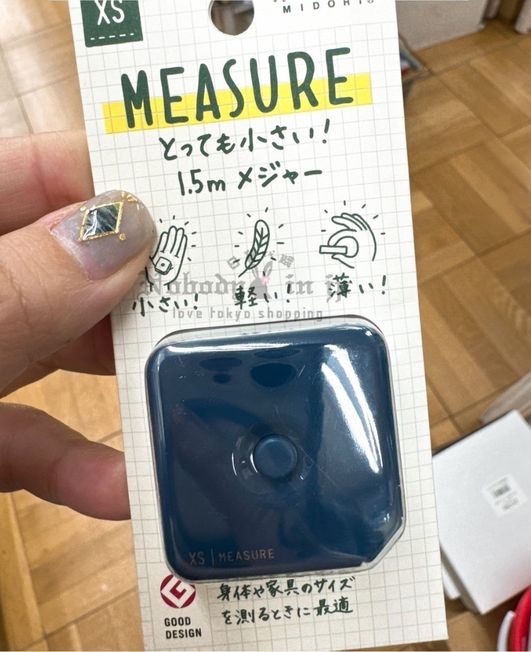 XS
MIDORI
MEASURE
とっても小さい!
1.5m メジャー
小さい! 軽い! 薄い!
Nobody in
love tokyo shopping
XS | MEASURE
GOOD DESIGN
身体や家具のサイズ
を測るときに最適